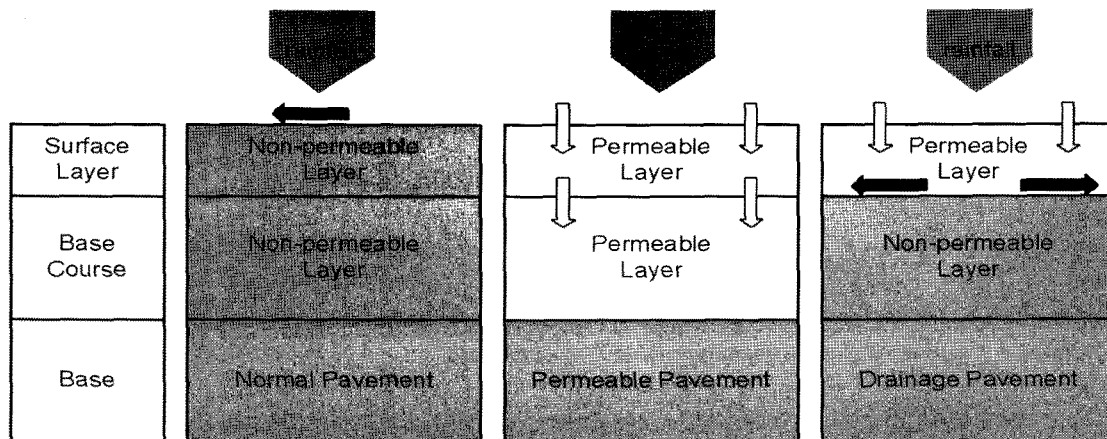 rainfall
Surface
Layer
Non-permeable
Layer
Permeable
Layer
Permeable
Layer
Base
Course
Non-permeable
Layer
Permeable
Layer
Non-permeable
Layer
Base
Normal Pavement
Permeable Pavement
Drainage Pavement